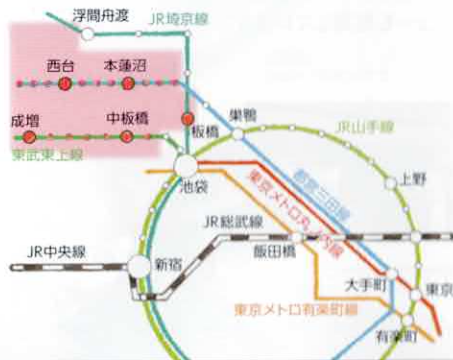 浮間舟渡
JR埼京線
西台
本蓮沼
成増
中板橋
板橋
巣鴨
JR山手線
東武東上線
池袋
都営三田線
上野
東京メトロ丸ノ内線
JR総武線
JR中央線
新宿
飯田橋
大手町
東京
東京メトロ有楽町線
有楽町